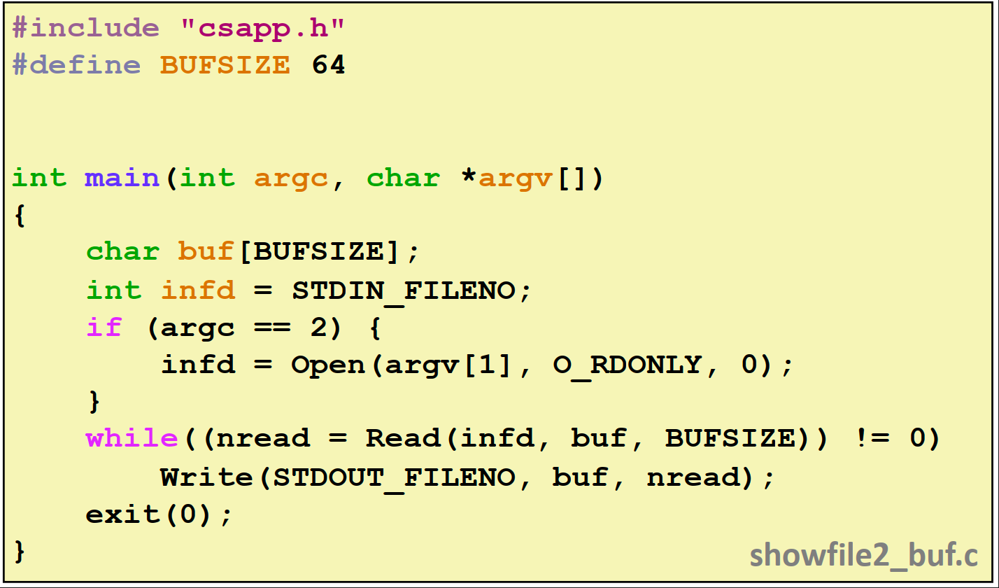 #include "csapp.h"
#define BUFSIZE 64
int main(int argc, char *argv[])
{
    char buf[BUFSIZE];
    int infd = STDIN_FILENO;
    if (argc == 2) {
        infd = Open(argv[1], O_RDONLY, 0);
    }
    while((nread = Read(infd, buf, BUFSIZE)) != 0)
        Write(STDOUT_FILENO, buf, nread);
    exit(0);
}
showfile2_buf.c